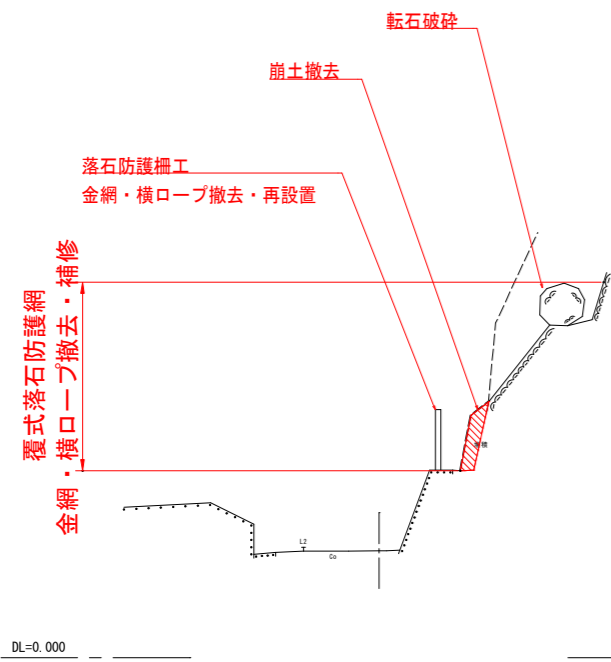 転石破砕
崩土撤去
落石防護柵工
金網・横ロープ撤去・再設置
覆式落石防護網
金網・横ロープ撤去・補修
L2
Co
DL=0.000